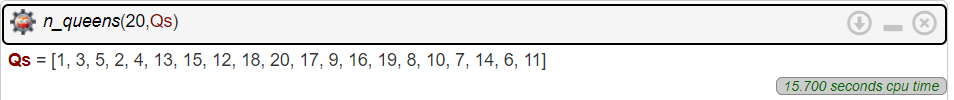 n_queens(20,Qs)
Qs = [1, 3, 5, 2, 4, 13, 15, 12, 18, 20, 17, 9, 16, 19, 8, 10, 7, 14, 6, 11]
15.700 seconds cpu time